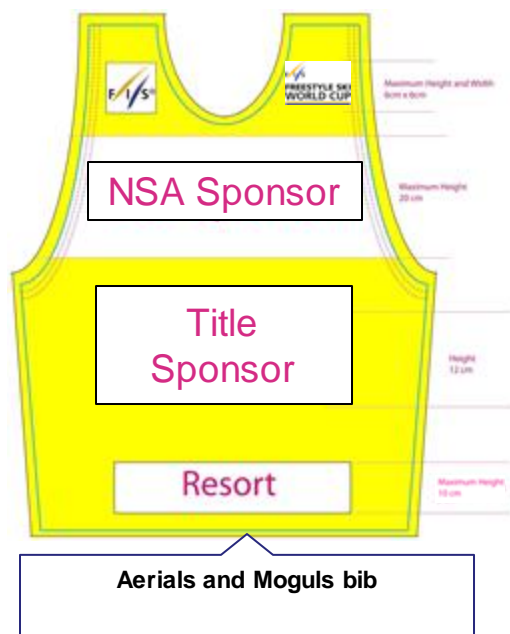 F/I/S®
FREESTYLE SKI
WORLD CUP
Maximum Height and Width
6cm x 6cm
NSA Sponsor
Maximum Height
20 cm
Title
Sponsor
Height
12 cm
Resort
Maximum Height
10 cm
Aerials and Moguls bib